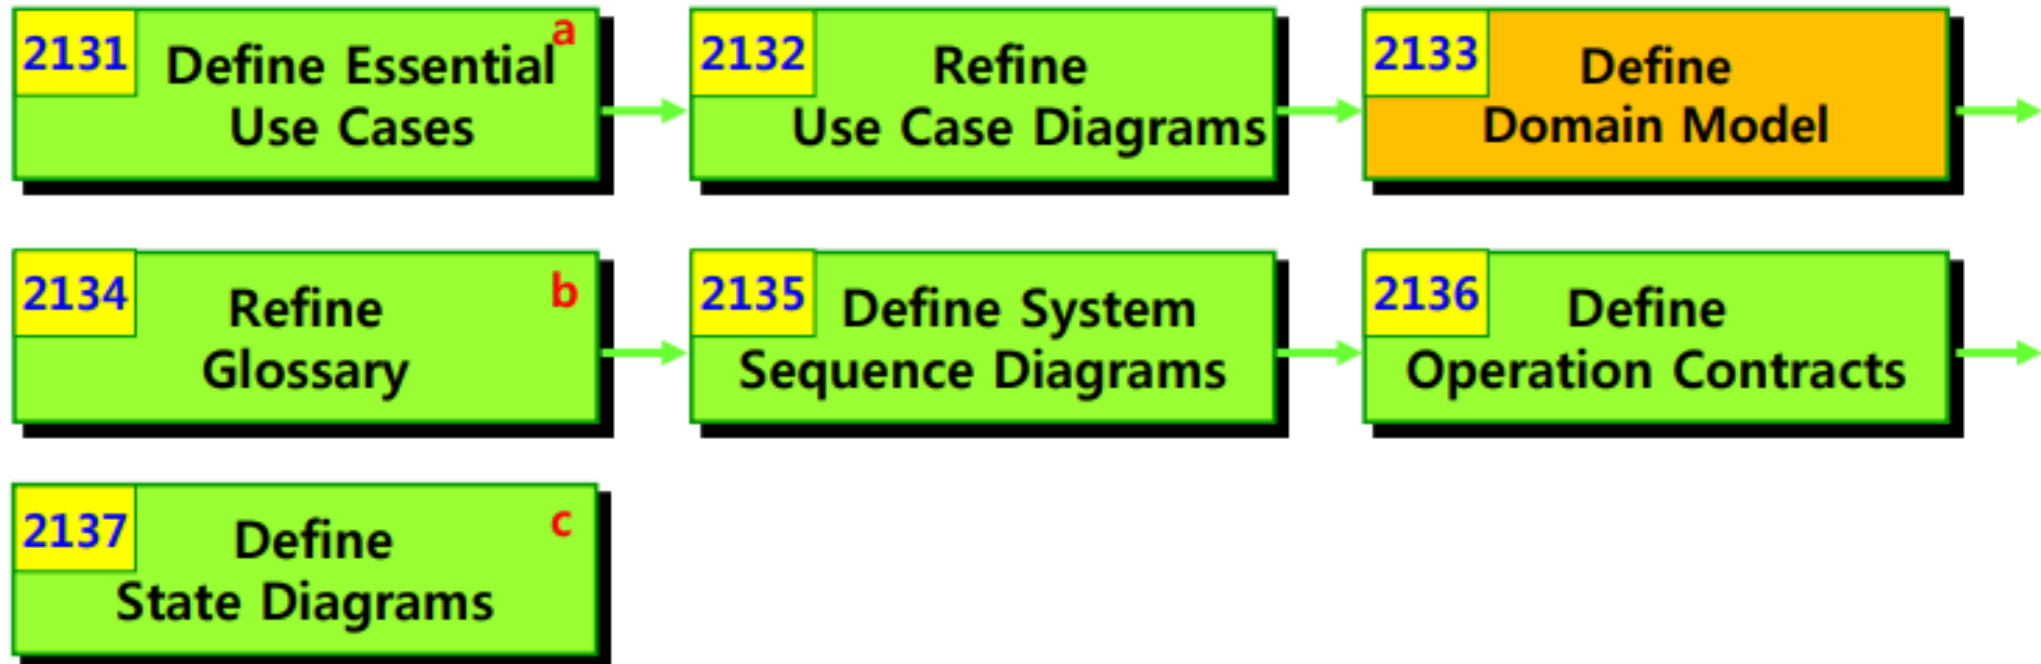 2131
Define Essential a
Use Cases
2132
Refine
Use Case Diagrams
2133
Define
Domain Model
2134
Refine b
Glossary
2135
Define System
Sequence Diagrams
2136
Define
Operation Contracts
2137
Define c
State Diagrams